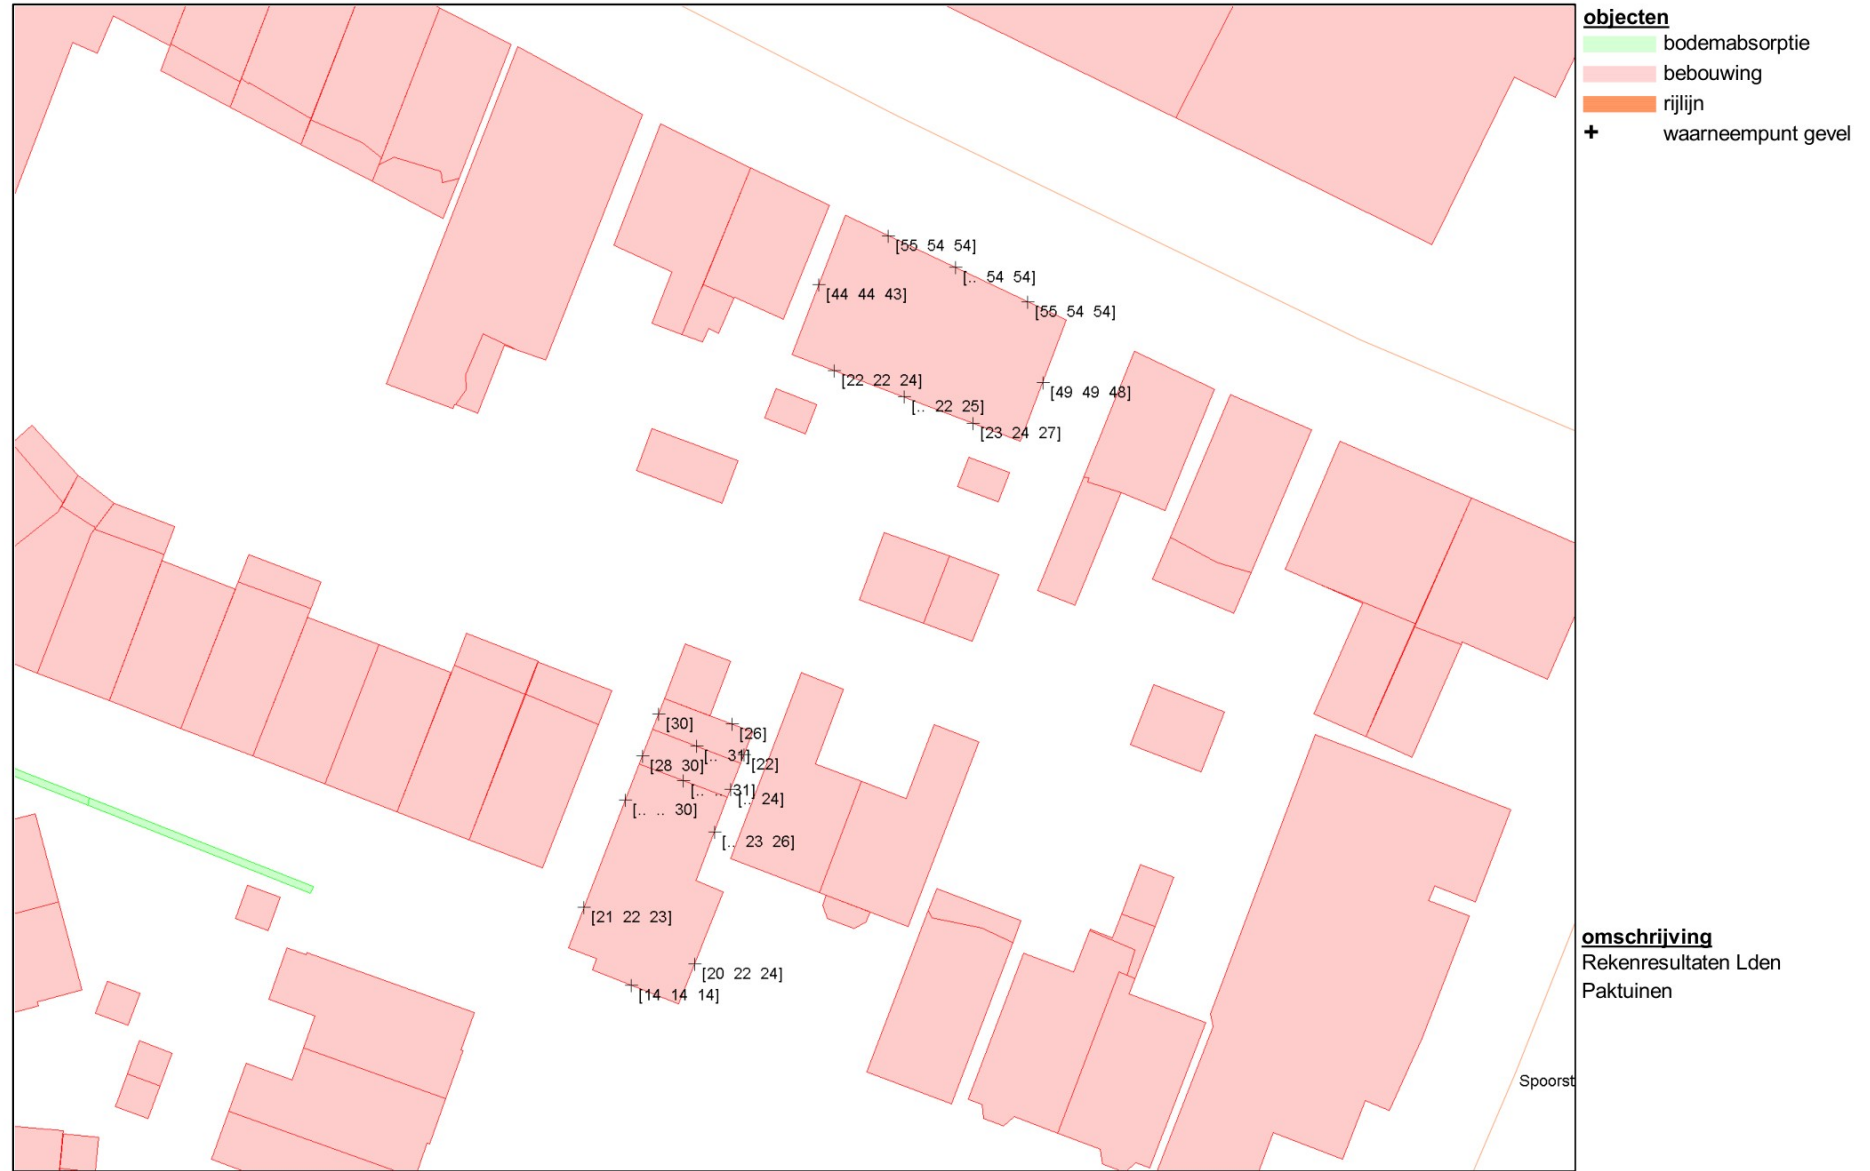 objecten
bodemabsorptie
bebouwing
rijlijn
+ waarneempunt gevel
[55 54 54]
[.. 54 54]
[44 44 43]
[55 54 54]
[22 22 24]
[49 49 48]
[.. 22 25]
[23 24 27]
[30]
[26]
[.. 31]
[28 30]
[22]
[.. .. 31]
[.. 24]
[.. .. 30]
[.. 23 26]
[21 22 23]
[20 22 24]
[14 14 14]
omschrijving
Rekenresultaten Lden
Paktuinen
Spoorst